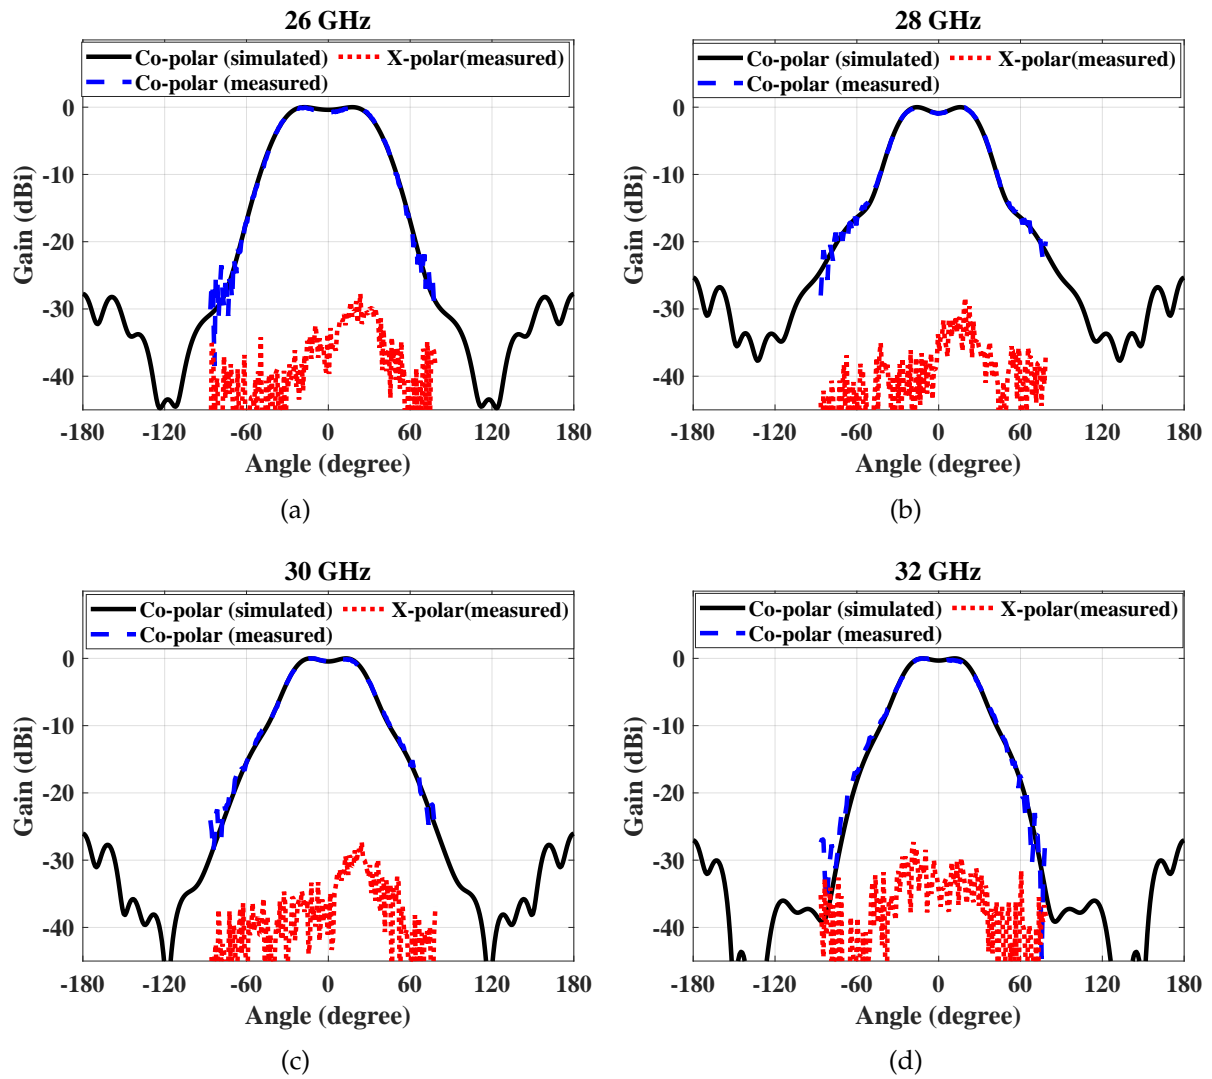 26 GHz
Co-polar (simulated) X-polar(measured)
Co-polar (measured)
0
-10
-20
-30
-40
Gain (dBi)
-180 -120 -60 0 60 120 180
Angle (degree)
(a)
28 GHz
Co-polar (simulated) X-polar(measured)
Co-polar (measured)
0
-10
-20
-30
-40
Gain (dBi)
-180 -120 -60 0 60 120 180
Angle (degree)
(b)
30 GHz
Co-polar (simulated) X-polar(measured)
Co-polar (measured)
0
-10
-20
-30
-40
Gain (dBi)
-180 -120 -60 0 60 120 180
Angle (degree)
(c)
32 GHz
Co-polar (simulated) X-polar(measured)
Co-polar (measured)
0
-10
-20
-30
-40
Gain (dBi)
-180 -120 -60 0 60 120 180
Angle (degree)
(d)